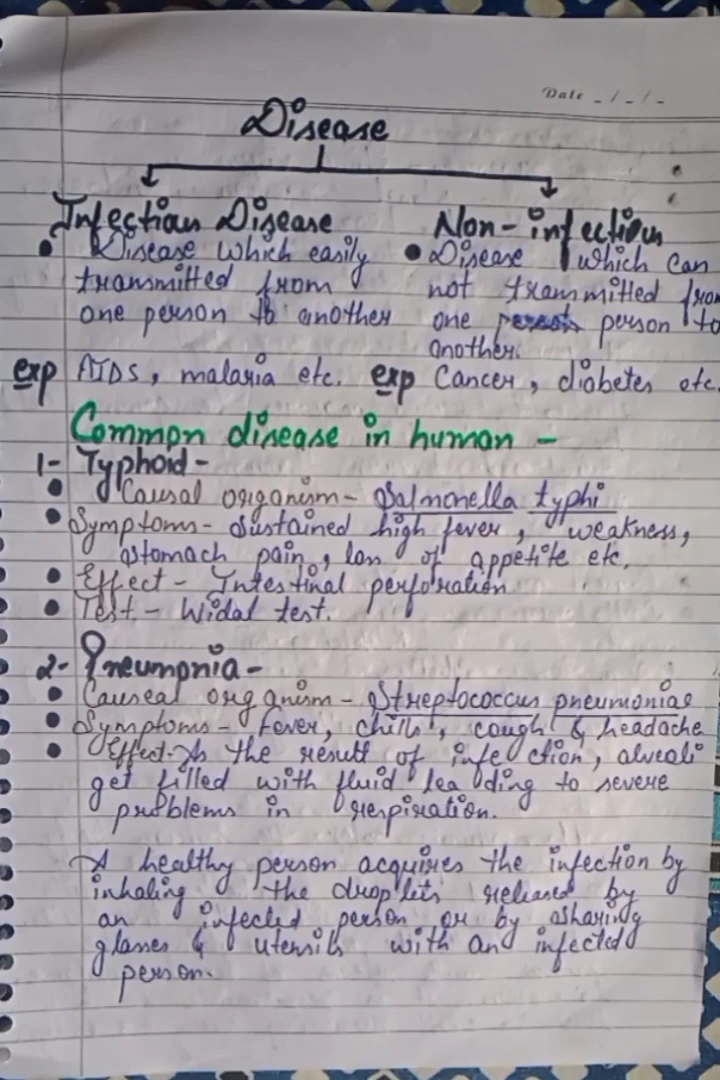 Date - / - / -
Disease
Infectious Disease Non-infectious
• Disease which easily • Disease which can
transmitted from not transmitted from
one person to another one person to
another.
exp AIDS, malaria etc. exp Cancer, diabetes etc.
Common disease in human -
1- Typhoid -
• Causal organism - Salmonella typhi
• Symptoms - sustained high fever, weakness,
stomach pain, loss of appetite etc.
• Effect - Intestinal perforation
• Test - Widal test.
2- Pneumonia -
• Causeal organism - Streptococcus pneumoniae
• Symptoms - fever, chills, cough & headache
• Effect - As the result of infection, alveoli
get filled with fluid leading to severe
problems in respiration.
A healthy person acquires the infection by
inhaling the droplets released by
an infected person or by sharing
glasses & utensils with an infected
person.